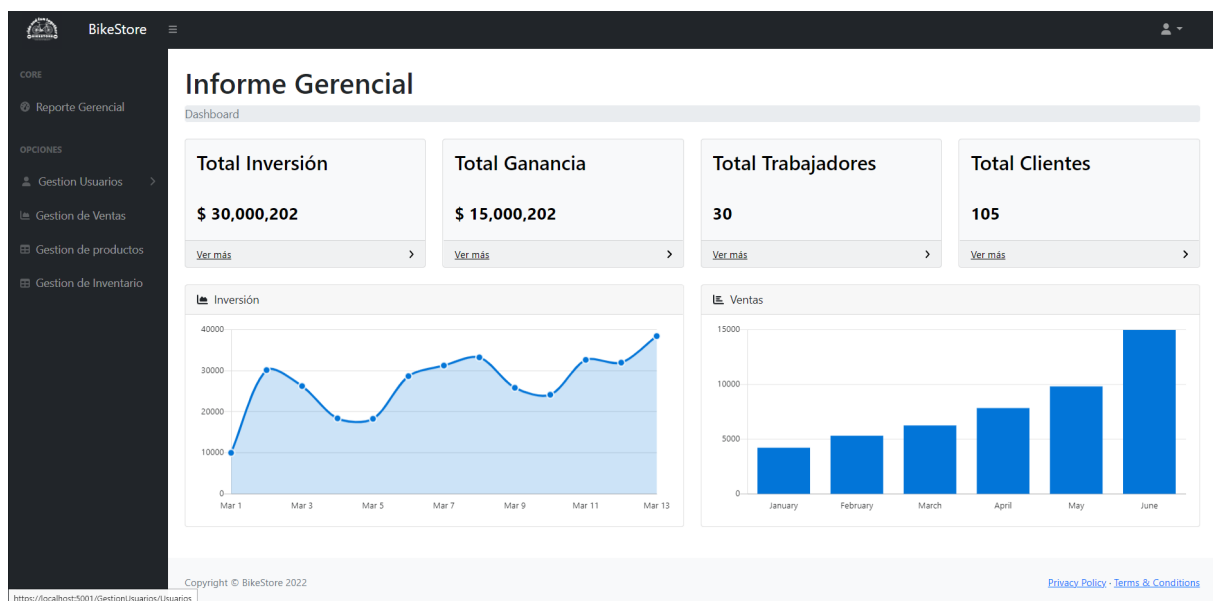 BikeStore
CORE
Reporte Gerencial
OPCIONES
Gestion Usuarios
Gestion de Ventas
Gestion de productos
Gestion de Inventario
Informe Gerencial
Dashboard
Total Inversión
$ 30,000,202
Ver más
Total Ganancia
$ 15,000,202
Ver más
Total Trabajadores
30
Ver más
Total Clientes
105
Ver más
Inversión
40000
30000
20000
10000
0
Mar 1 Mar 3 Mar 5 Mar 7 Mar 9 Mar 11 Mar 13
Ventas
15000
10000
5000
0
January February March April May June
Copyright © BikeStore 2022
Privacy Policy · Terms & Conditions
https://localhost:5001/GestionUsuarios/Usuarios